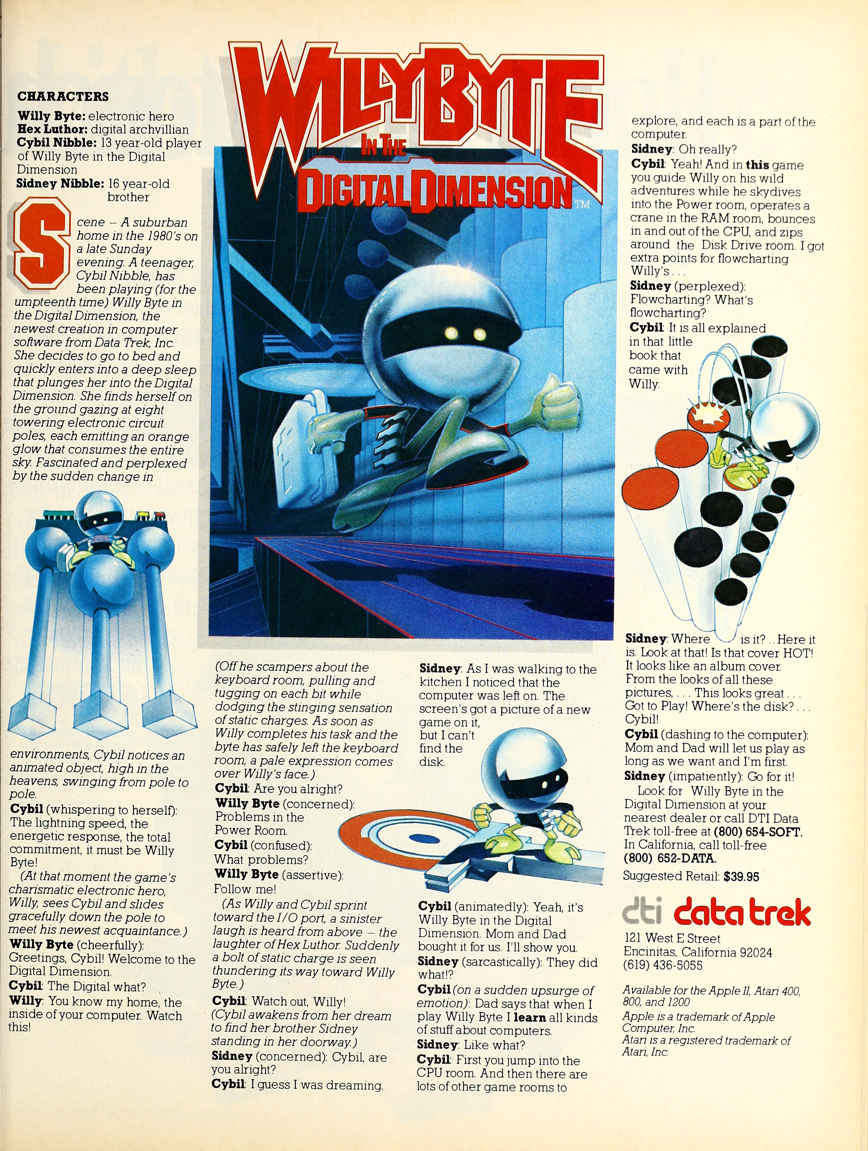 WILLY BYTE
IN THE
DIGITAL DIMENSION™
CHARACTERS
Willy Byte: electronic hero
Hex Luthor: digital archvillian
Cybil Nibble: 13 year-old player
of Willy Byte in the Digital
Dimension
Sidney Nibble: 16 year-old
brother
Scene – A suburban
home in the 1980's on
a late Sunday
evening. A teenager,
Cybil Nibble, has
been playing (for the
umpteenth time) Willy Byte in
the Digital Dimension, the
newest creation in computer
software from Data Trek, Inc.
She decides to go to bed and
quickly enters into a deep sleep
that plunges her into the Digital
Dimension. She finds herself on
the ground gazing at eight
towering electronic circuit
poles, each emitting an orange
glow that consumes the entire
sky. Fascinated and perplexed
by the sudden change in
environments, Cybil notices an
animated object, high in the
heavens, swinging from pole to
pole.
Cybil (whispering to herself):
The lightning speed, the
energetic response, the total
commitment, it must be Willy
Byte!
(At that moment the game's
charismatic electronic hero,
Willy, sees Cybil and slides
gracefully down the pole to
meet his newest acquaintance.)
Willy Byte (cheerfully):
Greetings, Cybil! Welcome to the
Digital Dimension.
Cybil: The Digital what?
Willy: You know my home, the
inside of your computer. Watch
this!
(Off he scampers about the
keyboard room, pulling and
tugging on each bit while
dodging the stinging sensation
of static charges. As soon as
Willy completes his task and the
byte has safely left the keyboard
room, a pale expression comes
over Willy's face.)
Cybil: Are you alright?
Willy Byte (concerned):
Problems in the
Power Room.
Cybil (confused):
What problems?
Willy Byte (assertive):
Follow me!
(As Willy and Cybil sprint
toward the I/O port, a sinister
laugh is heard from above – the
laughter of Hex Luthor. Suddenly
a bolt of static charge is seen
thundering its way toward Willy
Byte.)
Cybil: Watch out, Willy!
(Cybil awakens from her dream
to find her brother Sidney
standing in her doorway.)
Sidney (concerned): Cybil, are
you alright?
Cybil: I guess I was dreaming.
Sidney: As I was walking to the
kitchen I noticed that the
computer was left on. The
screen's got a picture of a new
game on it,
but I can't
find the
disk.
Cybil (animatedly): Yeah, it's
Willy Byte in the Digital
Dimension. Mom and Dad
bought it for us. I'll show you.
Sidney (sarcastically): They did
what!?
Cybil (on a sudden upsurge of
emotion): Dad says that when I
play Willy Byte I learn all kinds
of stuff about computers.
Sidney: Like what?
Cybil: First you jump into the
CPU room. And then there are
lots of other game rooms to
explore, and each is a part of the
computer.
Sidney: Oh really?
Cybil: Yeah! And in this game
you guide Willy on his wild
adventures while he skydives
into the Power room, operates a
crane in the RAM room, bounces
in and out of the CPU, and zips
around the Disk Drive room. I got
extra points for flowcharting
Willy's . . .
Sidney (perplexed):
Flowcharting? What's
flowcharting?
Cybil: It is all explained
in that little
book that
came with
Willy.
Sidney: Where is it? . . Here it
is. Look at that! Is that cover HOT!
It looks like an album cover.
From the looks of all these
pictures, . . . This looks great . . .
Got to Play! Where's the disk? . . .
Cybil!
Cybil (dashing to the computer):
Mom and Dad will let us play as
long as we want and I'm first.
Sidney (impatiently): Go for it!
Look for Willy Byte in the
Digital Dimension at your
nearest dealer or call DTI Data
Trek toll-free at (800) 654-SOFT.
In California, call toll-free
(800) 652-DATA.
Suggested Retail: $39.95
dti data trek
121 West E Street
Encinitas, California 92024
(619) 436-5055
Available for the Apple II, Atari 400,
800, and 1200
Apple is a trademark of Apple
Computer, Inc.
Atari is a registered trademark of
Atari, Inc.